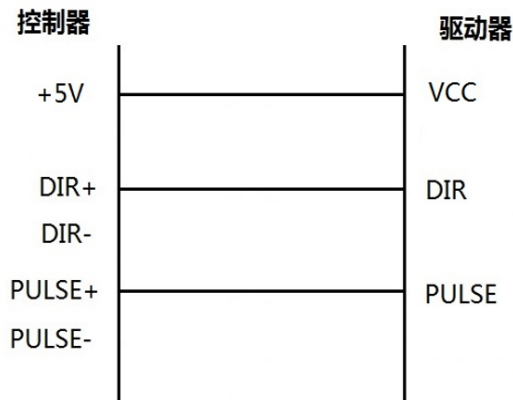 控制器
驱动器
+5V
VCC
DIR+
DIR
DIR-
PULSE+
PULSE
PULSE-